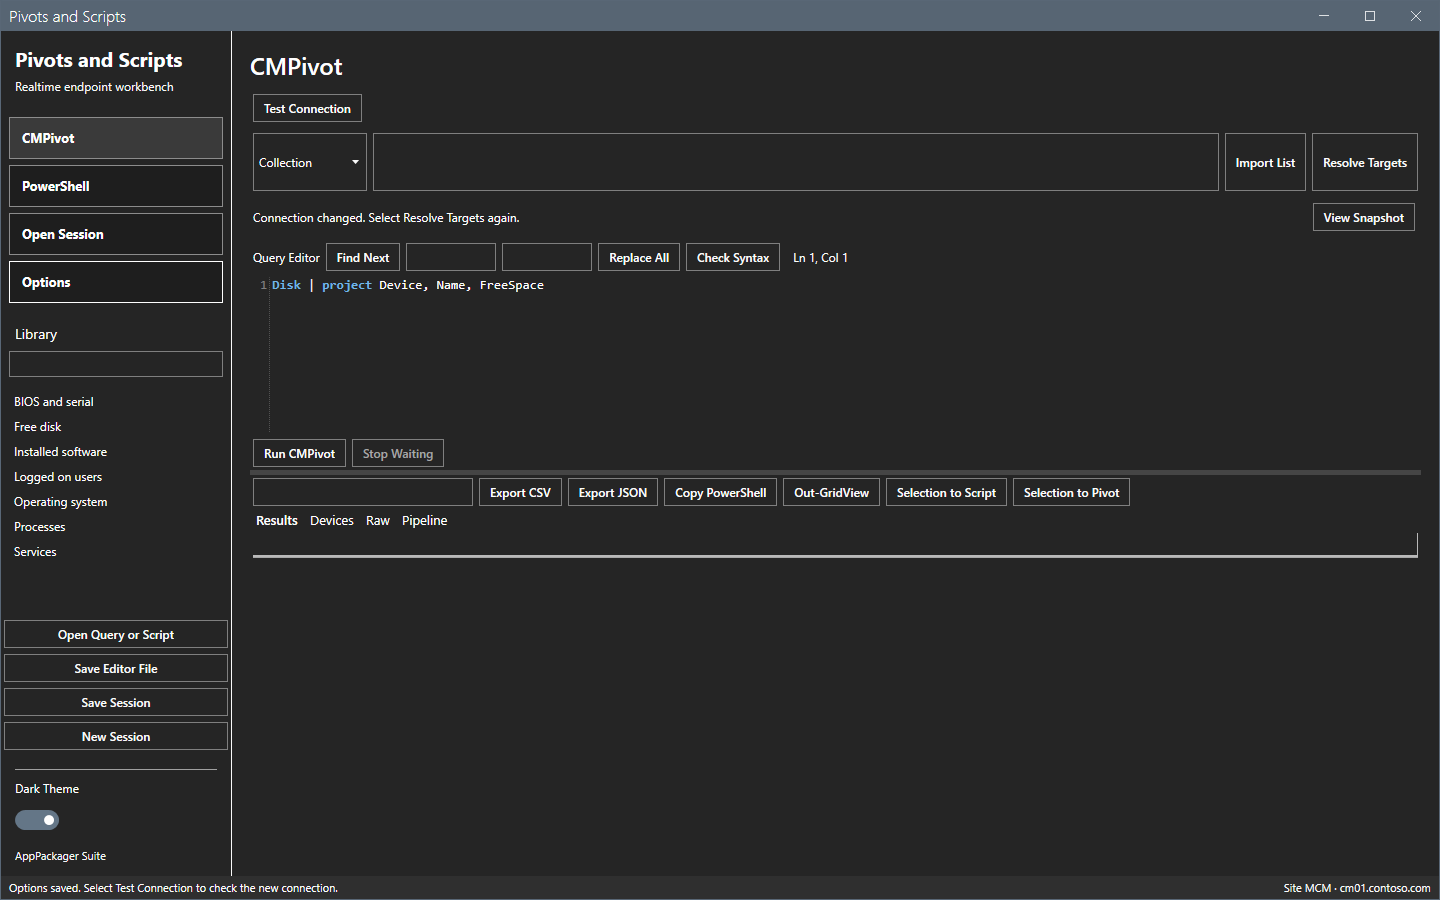 Pivots and Scripts
Pivots and Scripts
Realtime endpoint workbench
CMPivot
PowerShell
Open Session
Options
Library
BIOS and serial
Free disk
Installed software
Logged on users
Operating system
Processes
Services
Open Query or Script
Save Editor File
Save Session
New Session
Dark Theme
AppPackager Suite
CMPivot
Test Connection
Collection
Import List
Resolve Targets
Connection changed. Select Resolve Targets again.
View Snapshot
Query Editor
Find Next
Replace All
Check Syntax
Ln 1, Col 1
1 Disk | project Device, Name, FreeSpace
Run CMPivot
Stop Waiting
Export CSV
Export JSON
Copy PowerShell
Out-GridView
Selection to Script
Selection to Pivot
Results
Devices
Raw
Pipeline
Options saved. Select Test Connection to check the new connection.
Site MCM · cm01.contoso.com